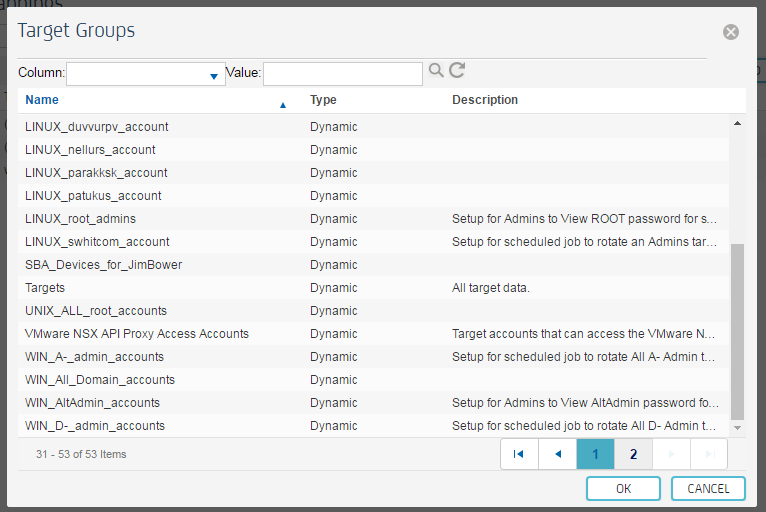 Target Groups
Column: Value:
Name Type Description
LINUX_duvvurpv_account Dynamic
LINUX_nellurs_account Dynamic
LINUX_parakksk_account Dynamic
LINUX_patukus_account Dynamic
LINUX_root_admins Dynamic Setup for Admins to View ROOT password for s...
LINUX_swhitcom_account Dynamic Setup for scheduled job to rotate an Admins tar...
SBA_Devices_for_JimBower Dynamic
Targets Dynamic All target data.
UNIX_ALL_root_accounts Dynamic
VMware NSX API Proxy Access Accounts Dynamic Target accounts that can access the VMware N...
WIN_A-_admin_accounts Dynamic Setup for scheduled job to rotate All A- Admin t...
WIN_All_Domain_accounts Dynamic
WIN_AltAdmin_accounts Dynamic Setup for Admins to View AltAdmin password fo...
WIN_D-_admin_accounts Dynamic Setup for scheduled job to rotate All D- Admin t...
31 - 53 of 53 Items 1 2
OK CANCEL